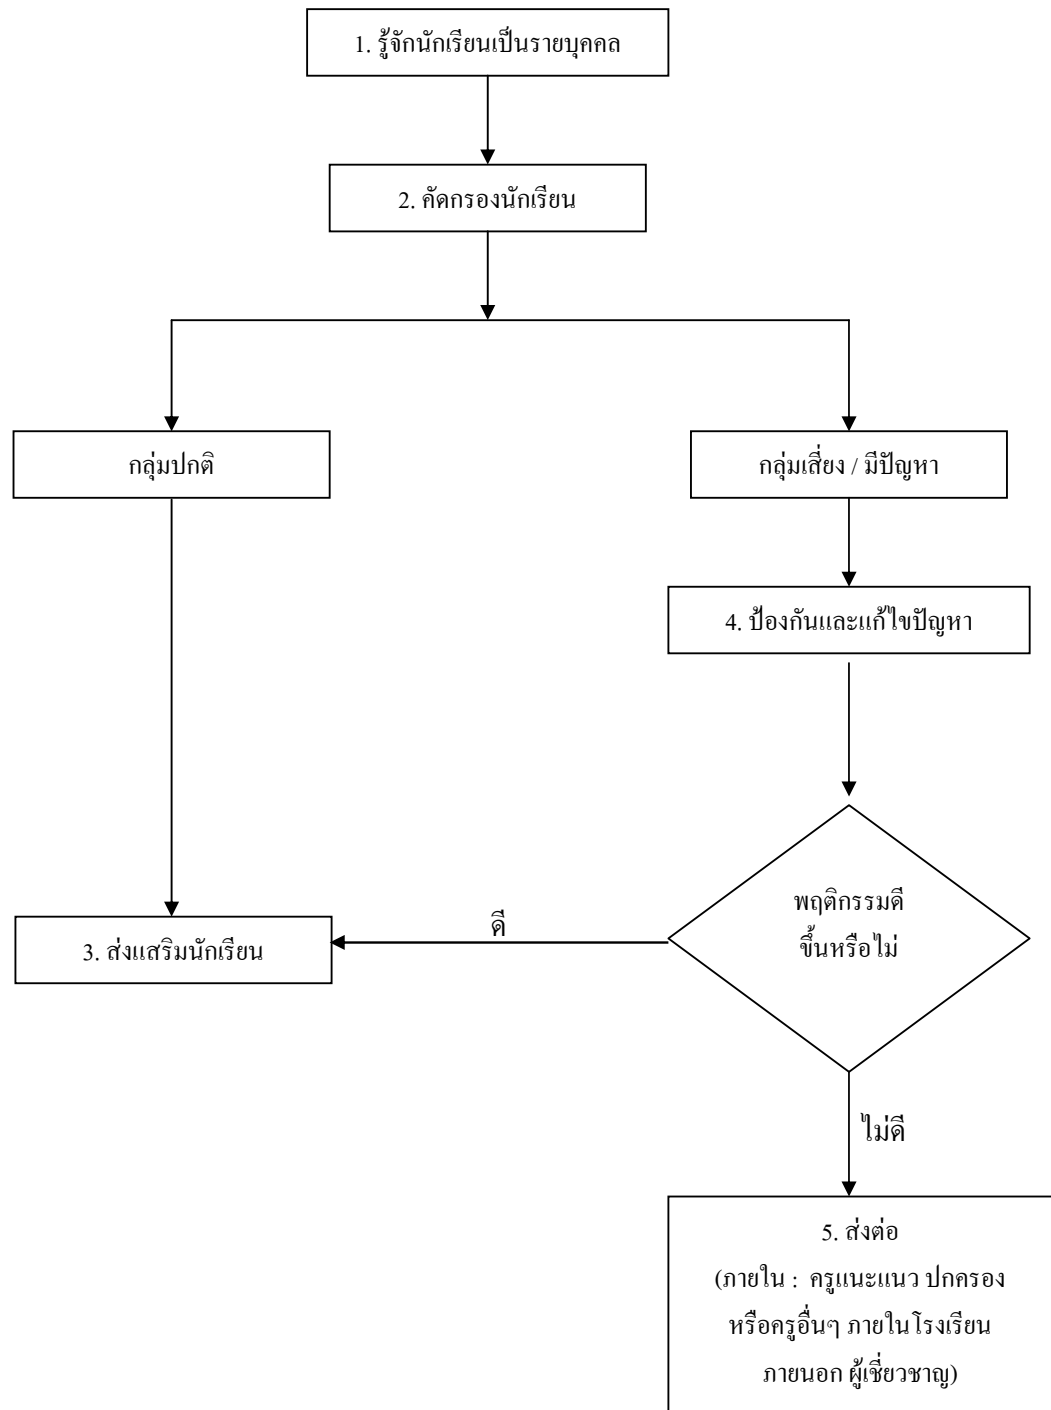 1. รู้จักนักเรียนเป็นรายบุคคล
2. คัดกรองนักเรียน
กลุ่มปกติ
กลุ่มเสี่ยง / มีปัญหา
4. ป้องกันและแก้ไขปัญหา
พฤติกรรมดี
ขึ้นหรือไม่
ดี
3. ส่งเสริมนักเรียน
ไม่ดี
5. ส่งต่อ
(ภายใน : ครูแนะแนว ปกครอง
หรือครูอื่นๆ ภายในโรงเรียน
ภายนอก ผู้เชี่ยวชาญ)